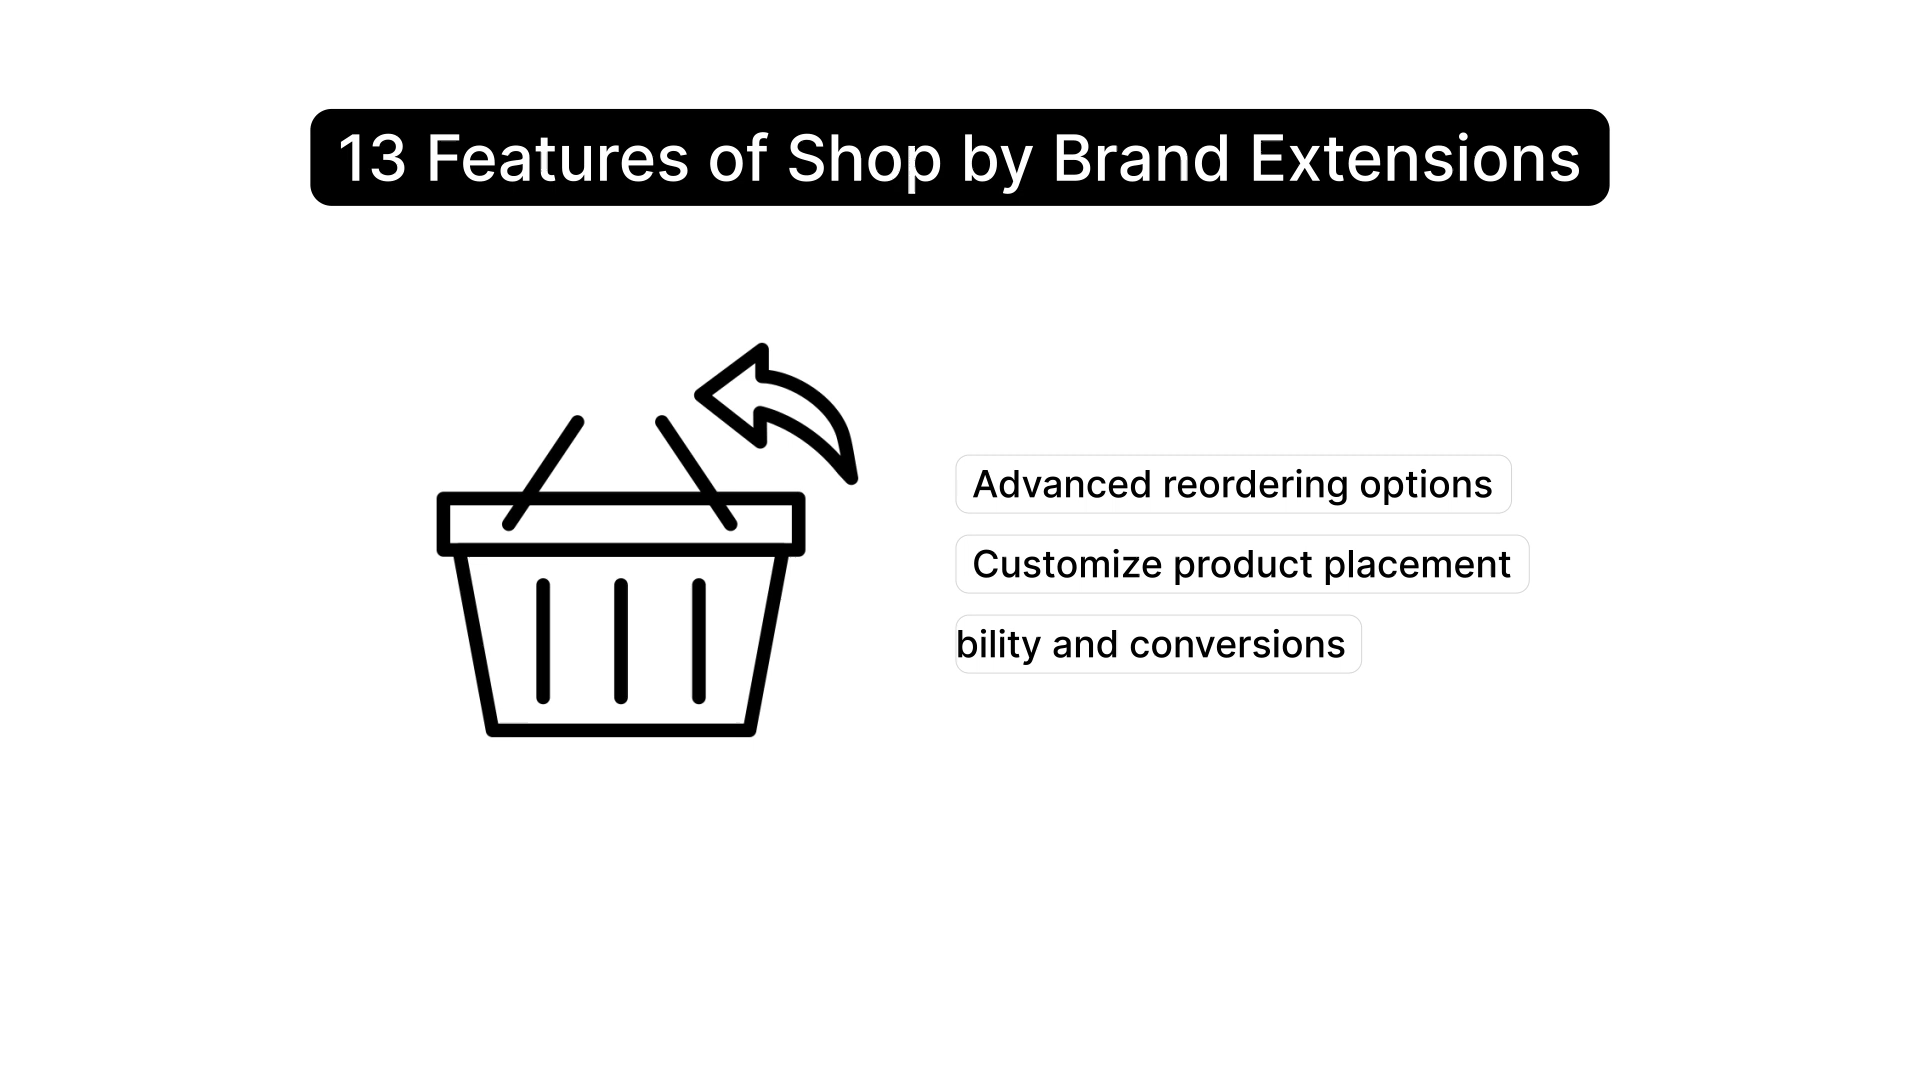 13 Features of Shop by Brand Extensions
Advanced reordering options
Customize product placement
bility and conversions